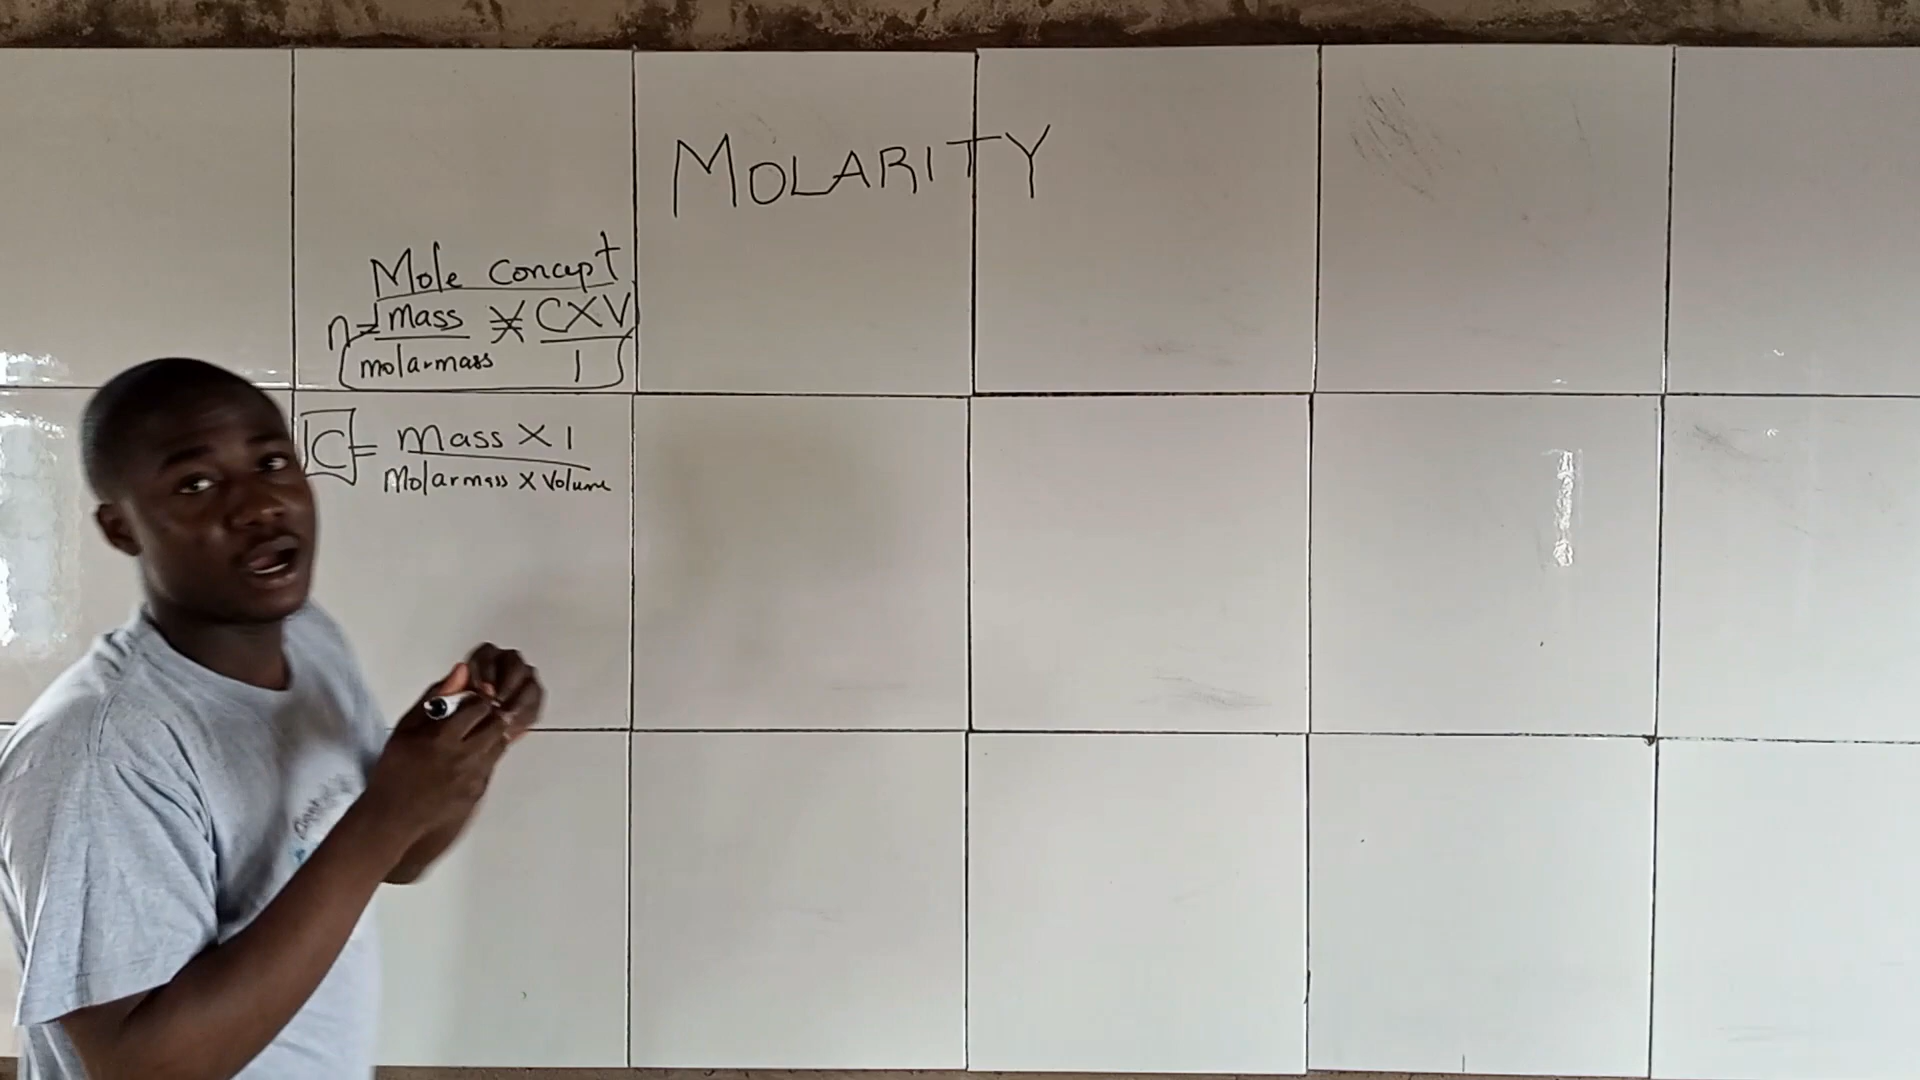 MOLARITY
Mole concept
n = mass = C X V
molarmass 1
C = Mass X 1
Molarmass X Volume